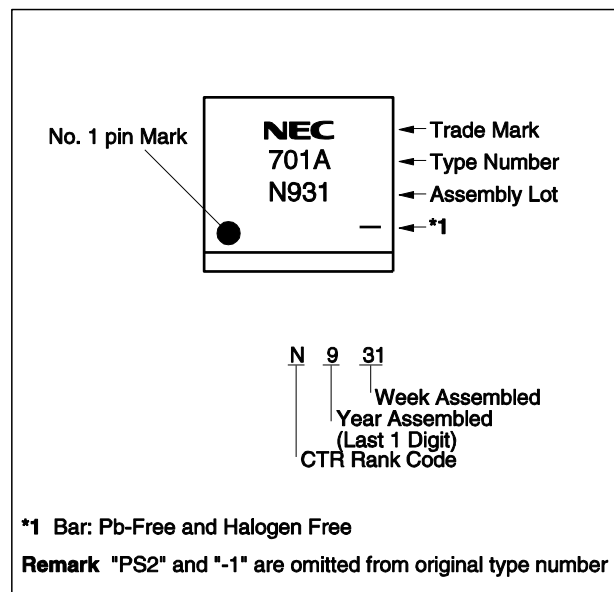 No. 1 pin Mark
NEC
701A
N931
Trade Mark
Type Number
Assembly Lot
*1
N 9 31
Week Assembled
Year Assembled
(Last 1 Digit)
CTR Rank Code
*1 Bar: Pb-Free and Halogen Free
Remark "PS2" and "-1" are omitted from original type number